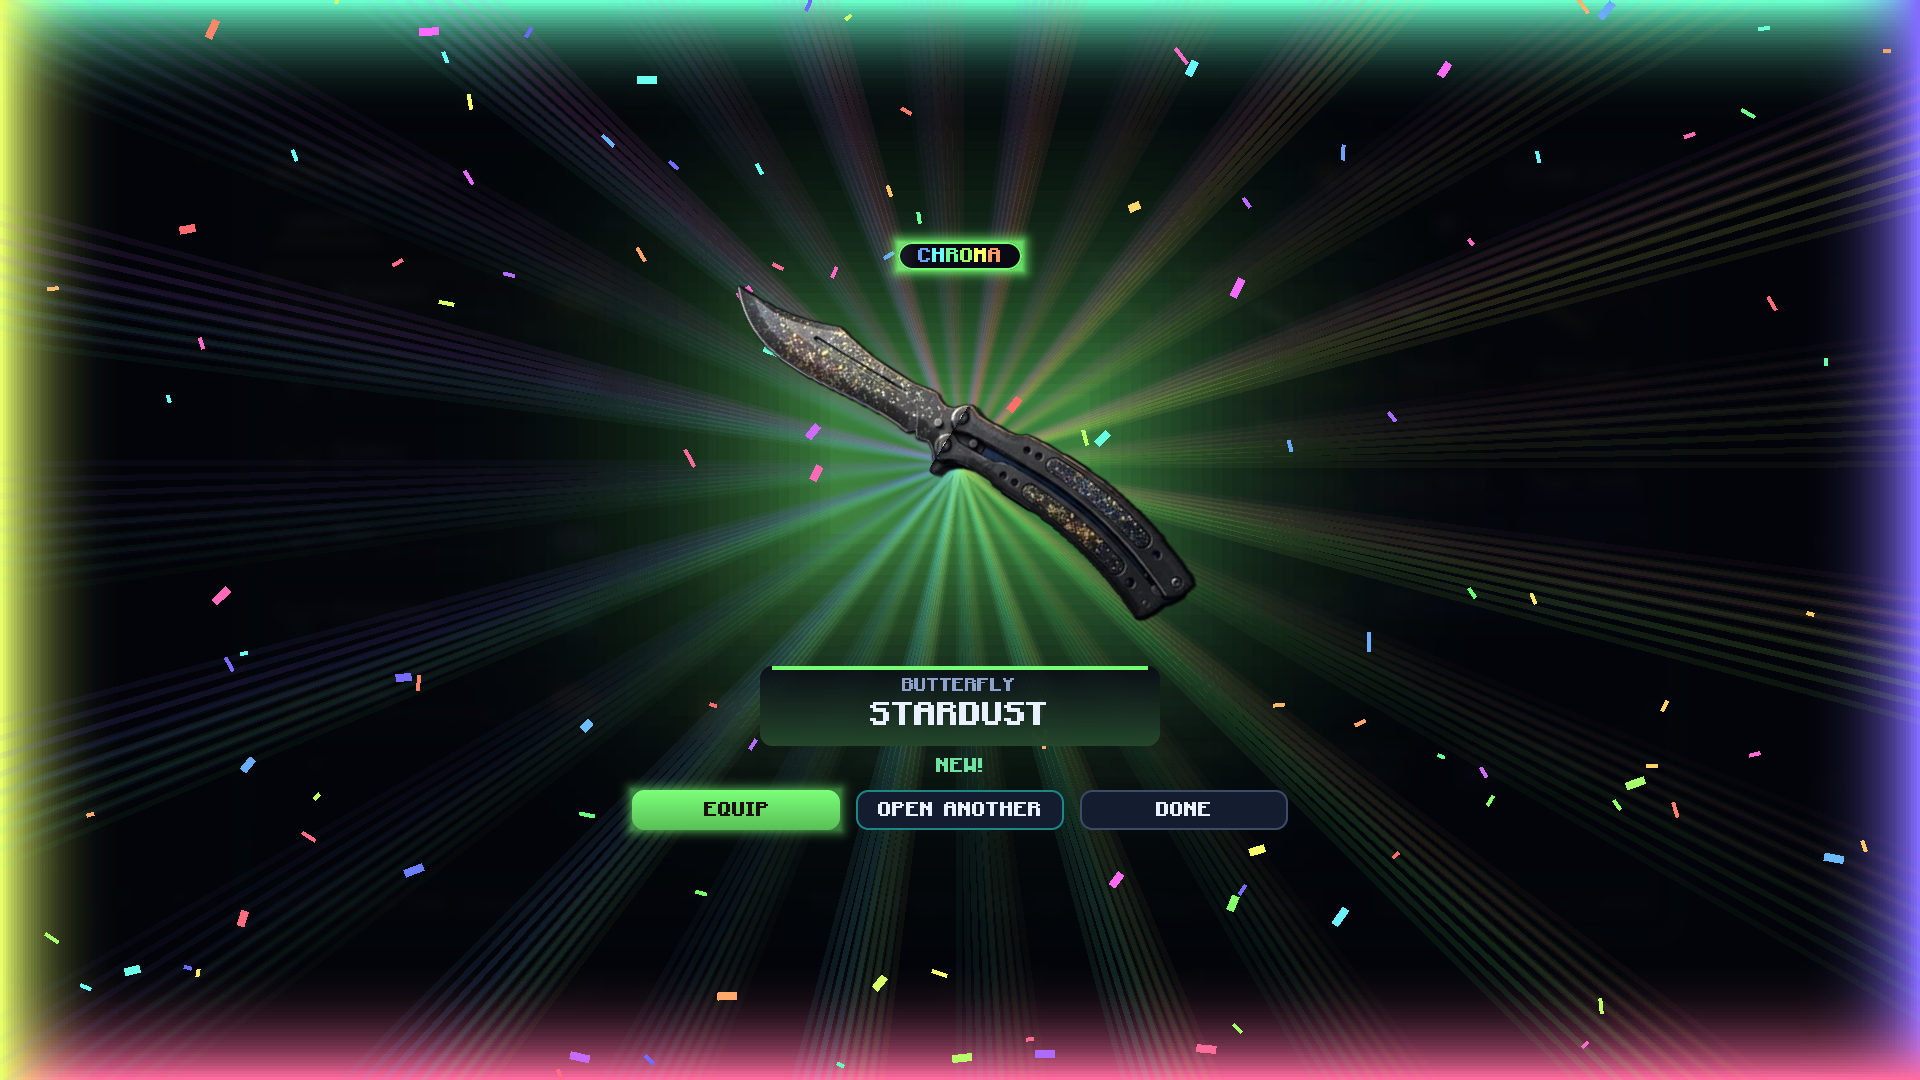 CHROMA
BUTTERFLY
STARDUST
NEW!
EQUIP
OPEN ANOTHER
DONE